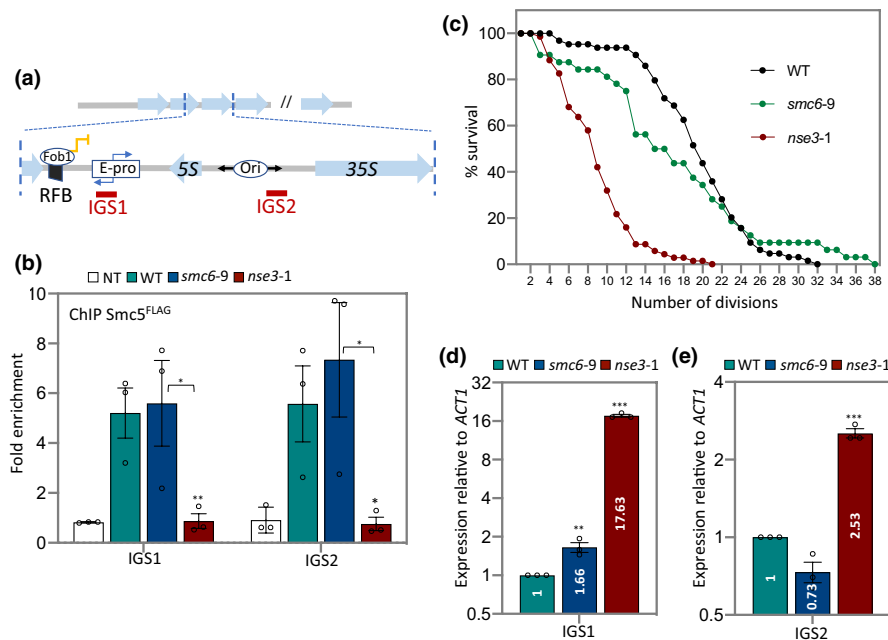 (a)
//
Fob1
E-pro
5S
Ori
35S
RFB
IGS1
IGS2
(b)
NT WT smc6-9 nse3-1
ChIP Smc5FLAG
Fold enrichment
10
8
6
4
2
0
*
**
*
*
IGS1 IGS2
(c)
% survival
100
80
60
40
20
0
WT
smc6-9
nse3-1
2 4 6 8 10 12 14 16 18 20 22 24 26 28 30 32 34 36 38
Number of divisions
(d)
WT smc6-9 nse3-1
Expression relative to ACT1
32
16
8
4
2
1
0.5
***
**
1
1.66
17.63
IGS1
(e)
WT smc6-9 nse3-1
Expression relative to ACT1
4
2
1
0.5
***
1
0.73
2.53
IGS2